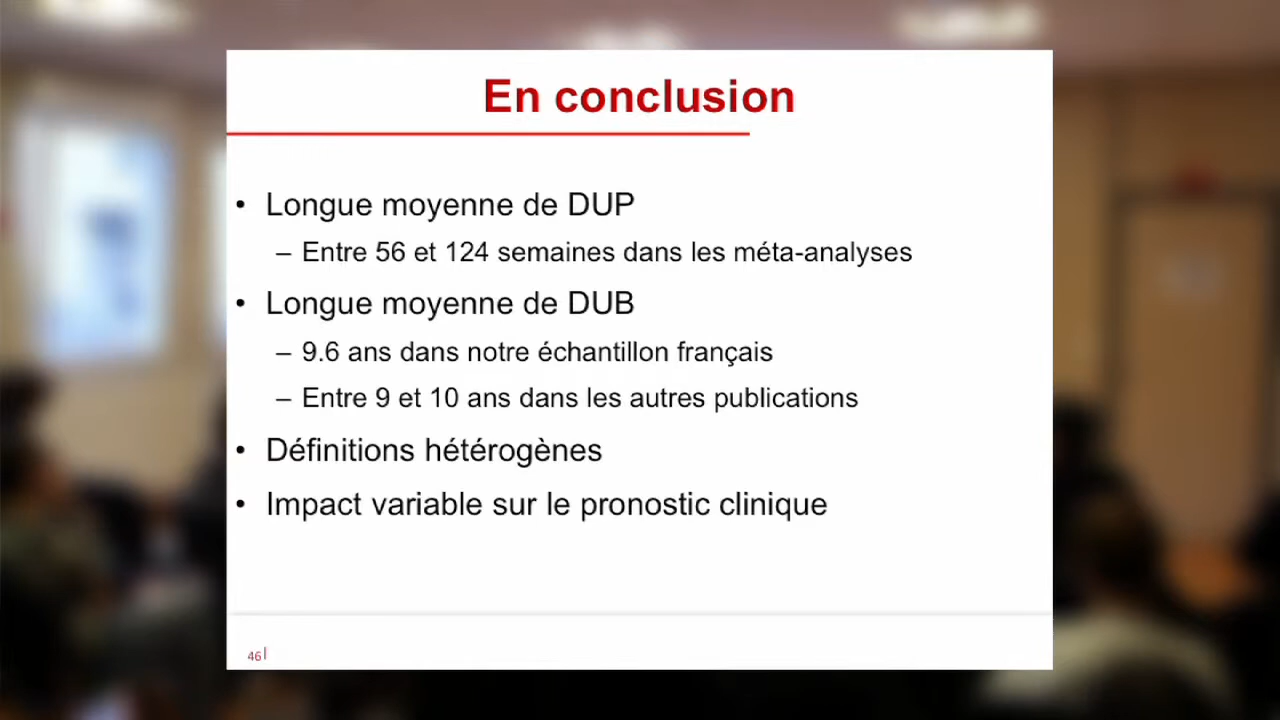 En conclusion
• Longue moyenne de DUP
– Entre 56 et 124 semaines dans les méta-analyses
• Longue moyenne de DUB
– 9.6 ans dans notre échantillon français
– Entre 9 et 10 ans dans les autres publications
• Définitions hétérogènes
• Impact variable sur le pronostic clinique
46